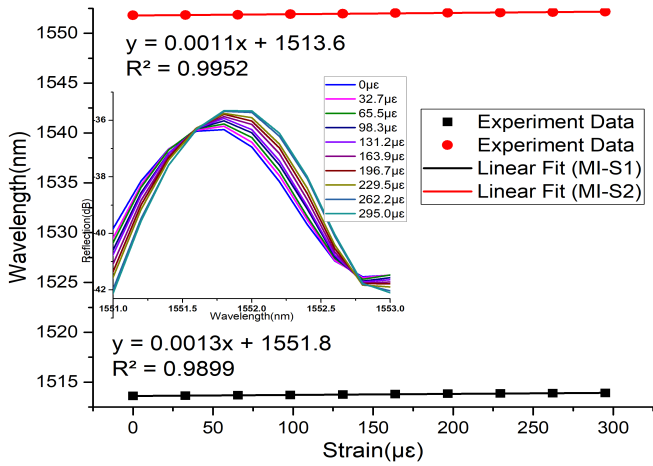 y = 0.0011x + 1513.6
R² = 0.9952
Wavelength(nm)
1550
1545
1540
1535
1530
1525
1520
1515
0
50
100
150
200
250
300
Strain(με)
Experiment Data
Experiment Data
Linear Fit (MI-S1)
Linear Fit (MI-S2)
0με
32.7με
65.5με
98.3με
131.2με
163.9με
196.7με
229.5με
262.2με
295.0με
Reflection(dB)
-36
-38
-40
-42
1551.0
1551.5
1552.0
1552.5
1553.0
Wavelength(nm)
y = 0.0013x + 1551.8
R² = 0.9899